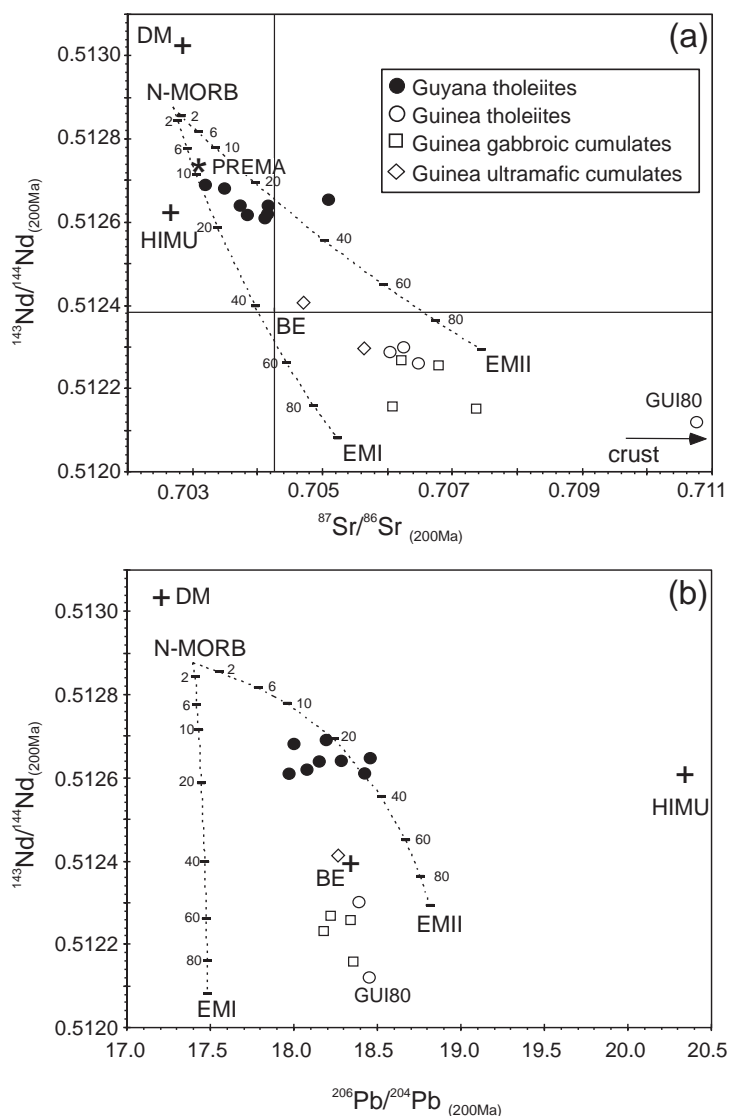 (a)
DM
0.5130
N-MORB
2
2
0.5128
6
6
10
10
PREMA
20
0.5126
HIMU
20
40
0.5124
40
60
BE
80
60
EMII
0.5122
80
GUI80
EMI
crust
0.5120
0.703
0.705
0.707
0.709
0.711
143Nd/144Nd(200Ma)
87Sr/86Sr (200Ma)
Guyana tholeiites
Guinea tholeiites
Guinea gabbroic cumulates
Guinea ultramafic cumulates
(b)
DM
0.5130
N-MORB
2
2
0.5128
6
6
10
10
20
0.5126
20
40
HIMU
0.5124
40
60
BE
80
EMII
0.5122
60
80
GUI80
EMI
0.5120
17.0
17.5
18.0
18.5
19.0
19.5
20.0
20.5
143Nd/144Nd(200Ma)
206Pb/204Pb (200Ma)